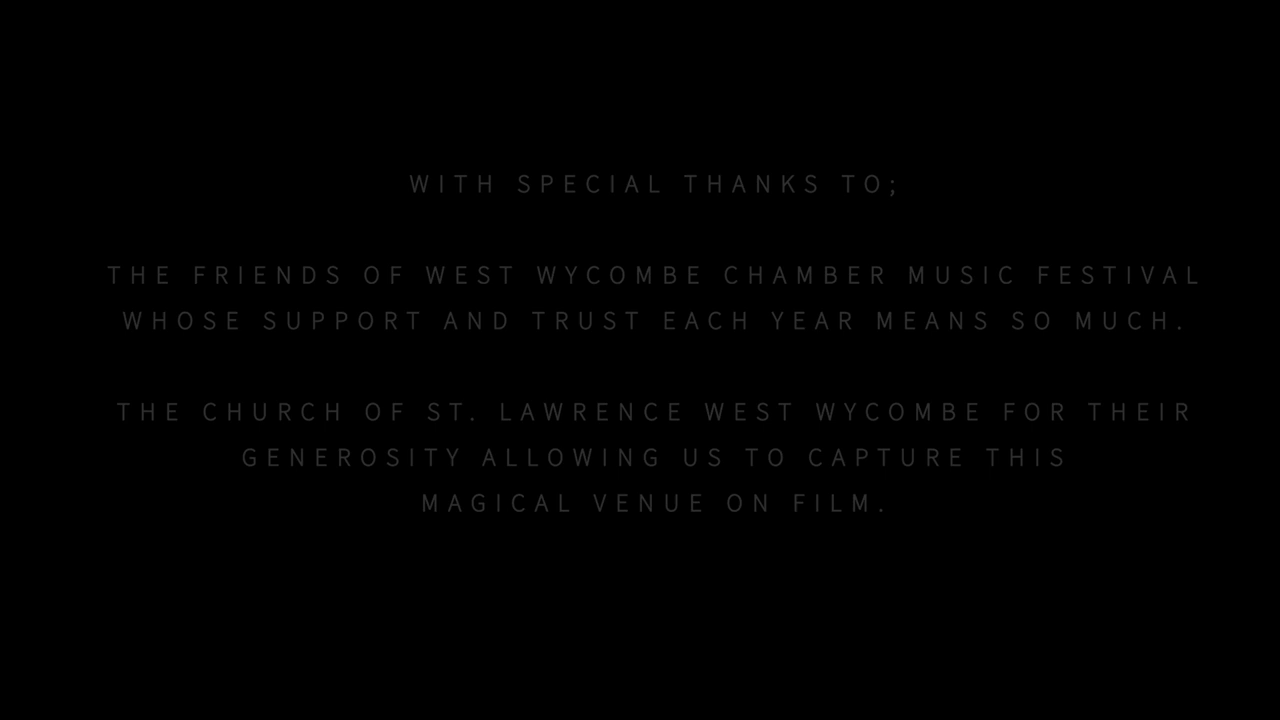 WITH SPECIAL THANKS TO;
THE FRIENDS OF WEST WYCOMBE CHAMBER MUSIC FESTIVAL
WHOSE SUPPORT AND TRUST EACH YEAR MEANS SO MUCH.
THE CHURCH OF ST. LAWRENCE WEST WYCOMBE FOR THEIR
GENEROSITY ALLOWING US TO CAPTURE THIS
MAGICAL VENUE ON FILM.